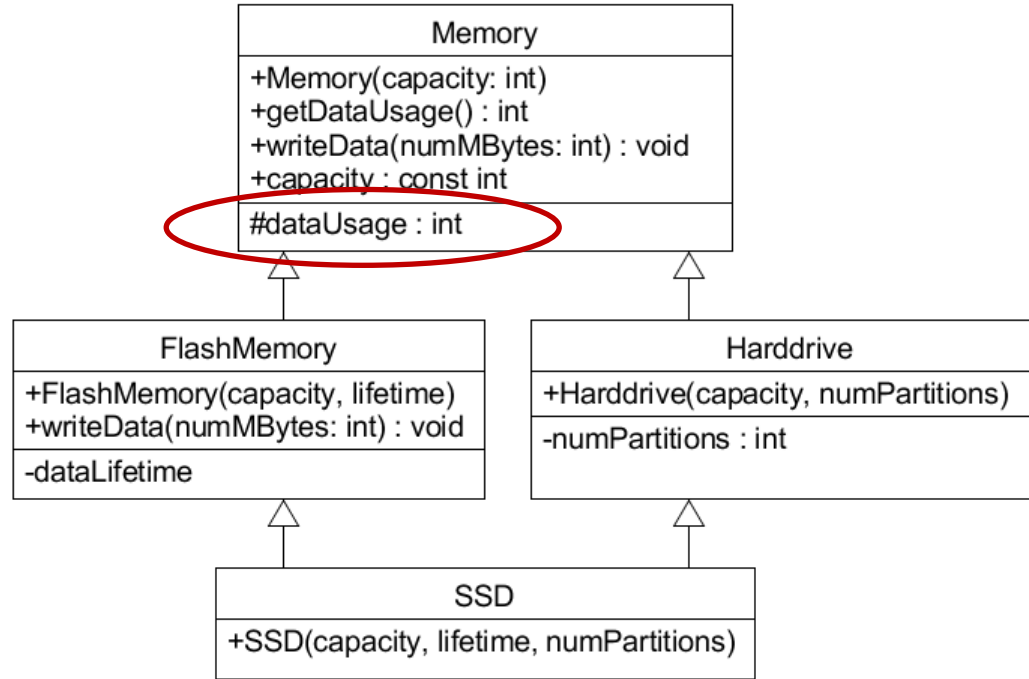 Memory
+Memory(capacity: int)
+getDataUsage() : int
+writeData(numMBytes: int) : void
+capacity : const int
#dataUsage : int
FlashMemory
+FlashMemory(capacity, lifetime)
+writeData(numMBytes: int) : void
-dataLifetime
Harddrive
+Harddrive(capacity, numPartitions)
-numPartitions : int
SSD
+SSD(capacity, lifetime, numPartitions)